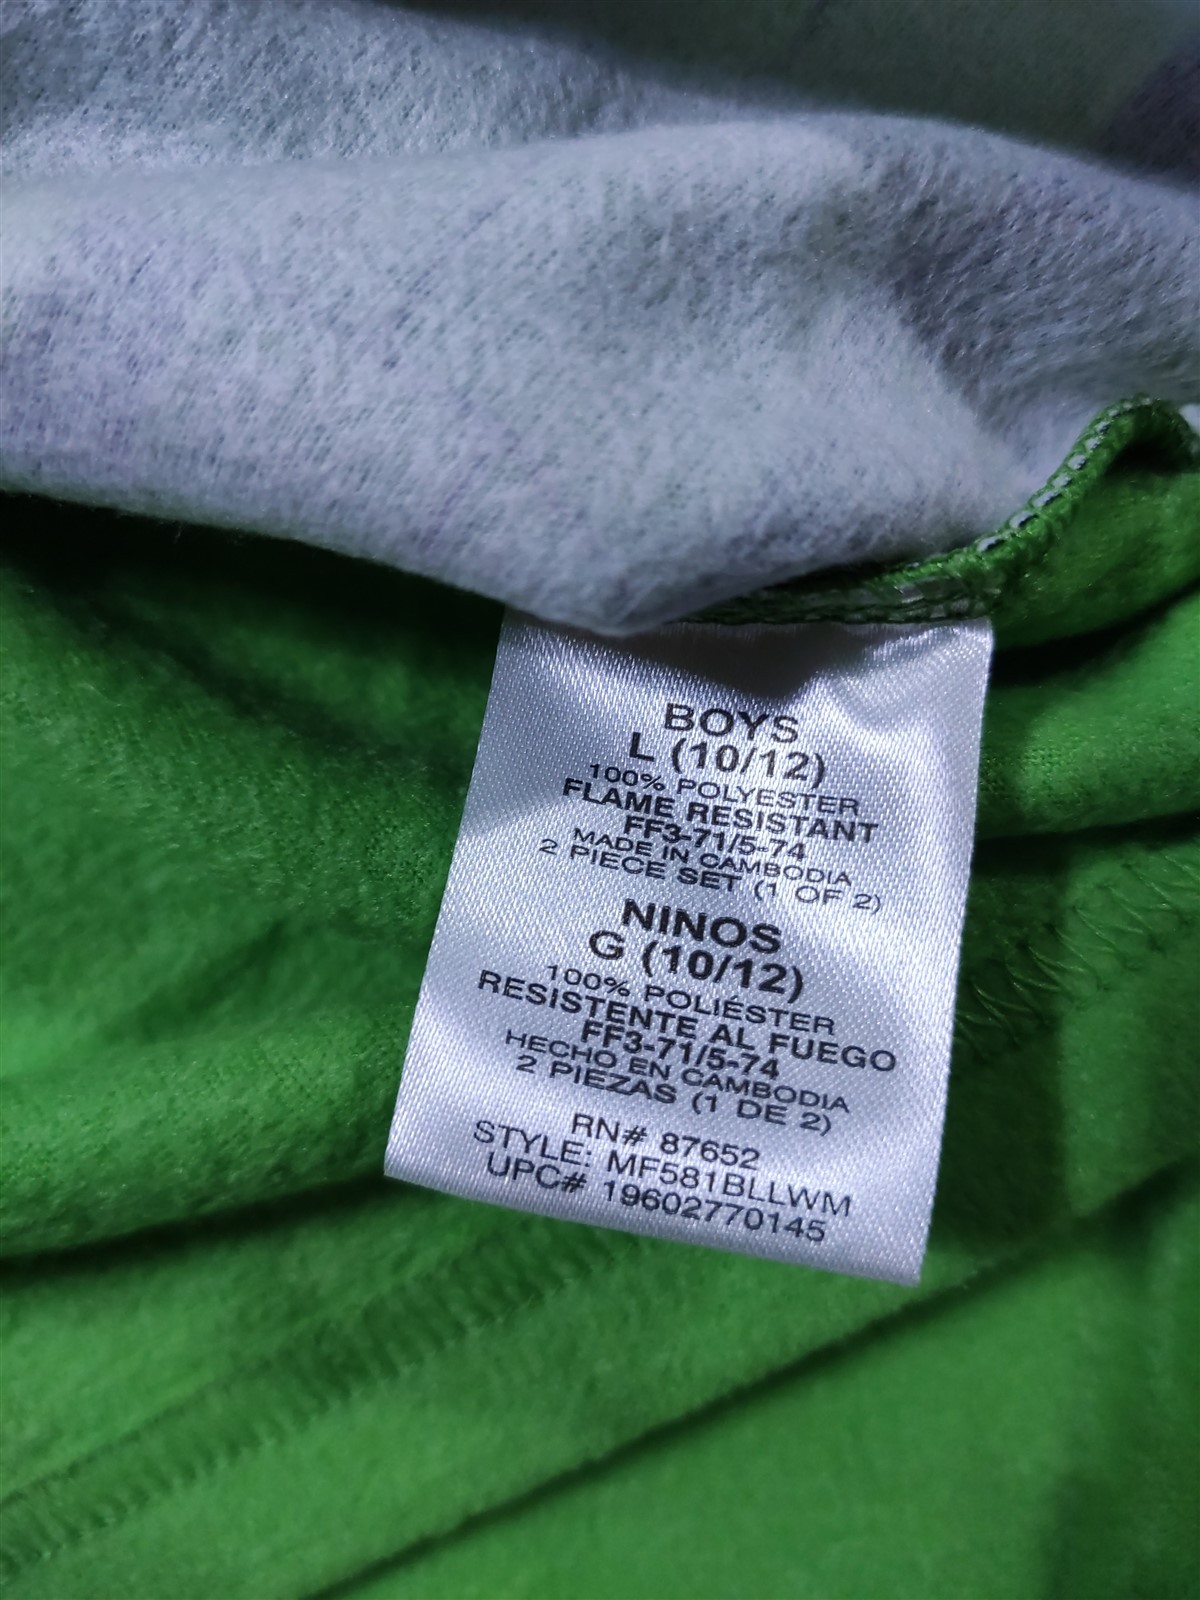 BOYS
L (10/12)
100% POLYESTER
FLAME RESISTANT
FF3-71/5-74
MADE IN CAMBODIA
2 PIECE SET (1 OF 2)
NINOS
G (10/12)
100% POLIÉSTER
RESISTENTE AL FUEGO
FF3-71/5-74
HECHO EN CAMBODIA
2 PIEZAS (1 DE 2)
RN# 87652
STYLE: MF581BLLWM
UPC# 19602770145